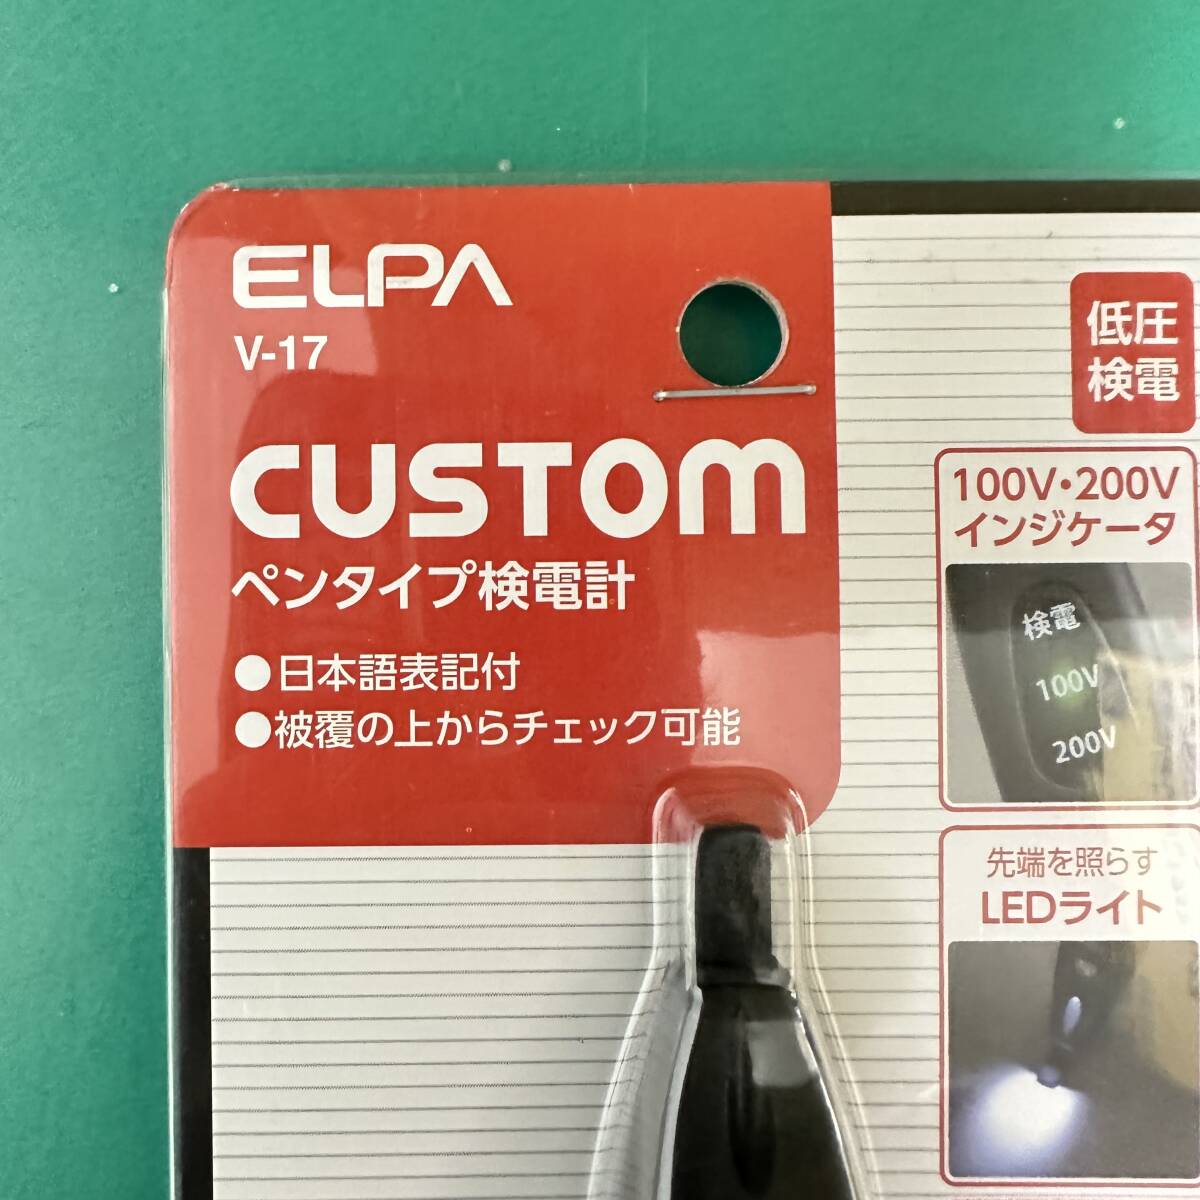 ELPA
V-17
CUSTOM
ペンタイプ検電計
●日本語表記付
●被覆の上からチェック可能
低圧
検電
100V・200V
インジケータ
検電
100V
200V
先端を照らす
LEDライト